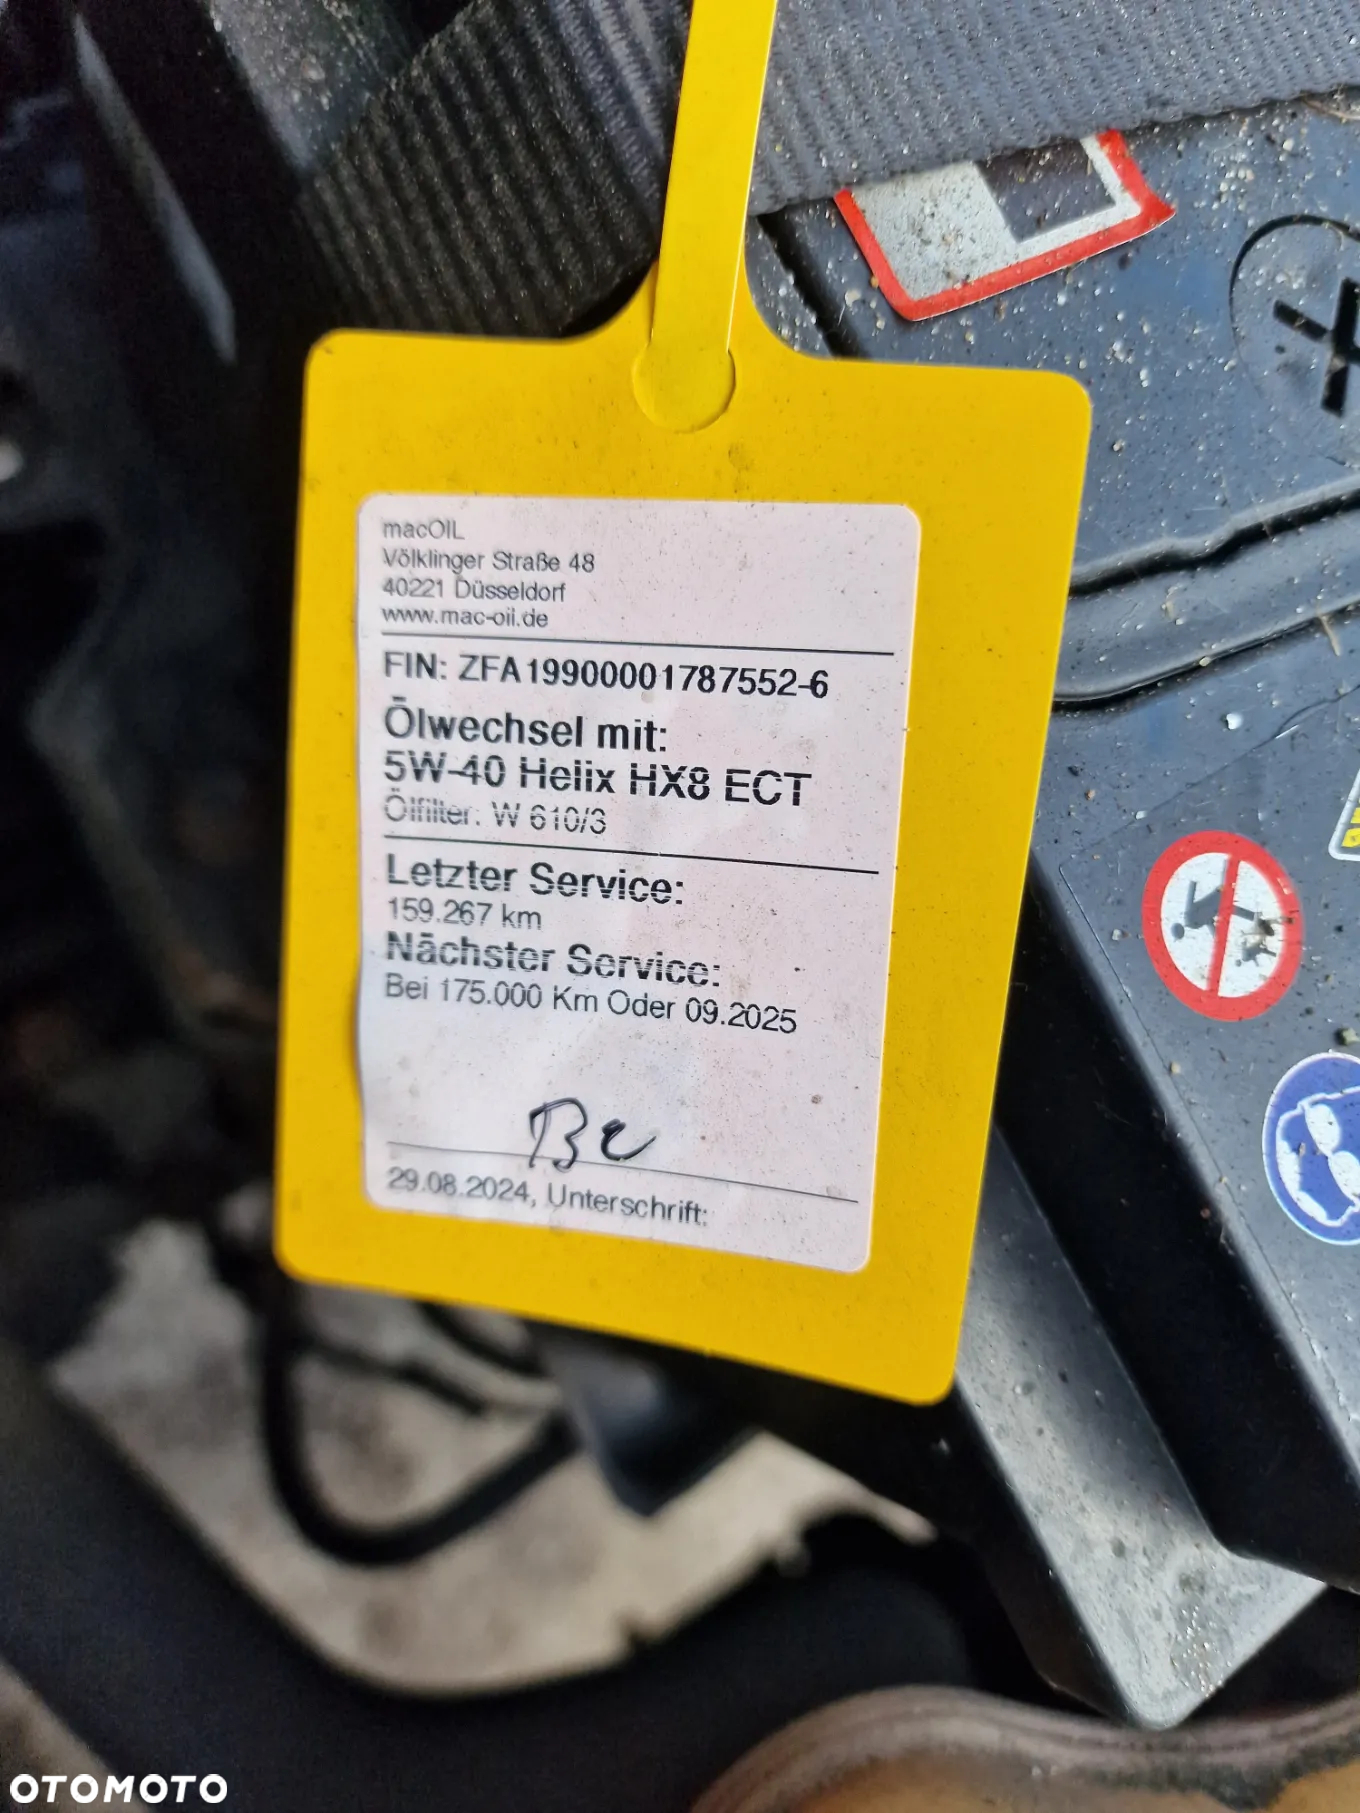 macOIL
Völklinger Straße 48
40221 Düsseldorf
www.mac-oil.de
FIN: ZFA19900001787552-6
Ölwechsel mit:
5W-40 Helix HX8 ECT
Ölfilter: W 610/3
Letzter Service:
159.267 km
Nächster Service:
Bei 175.000 Km Oder 09.2025
29.08.2024, Unterschrift:
OTOMOTO